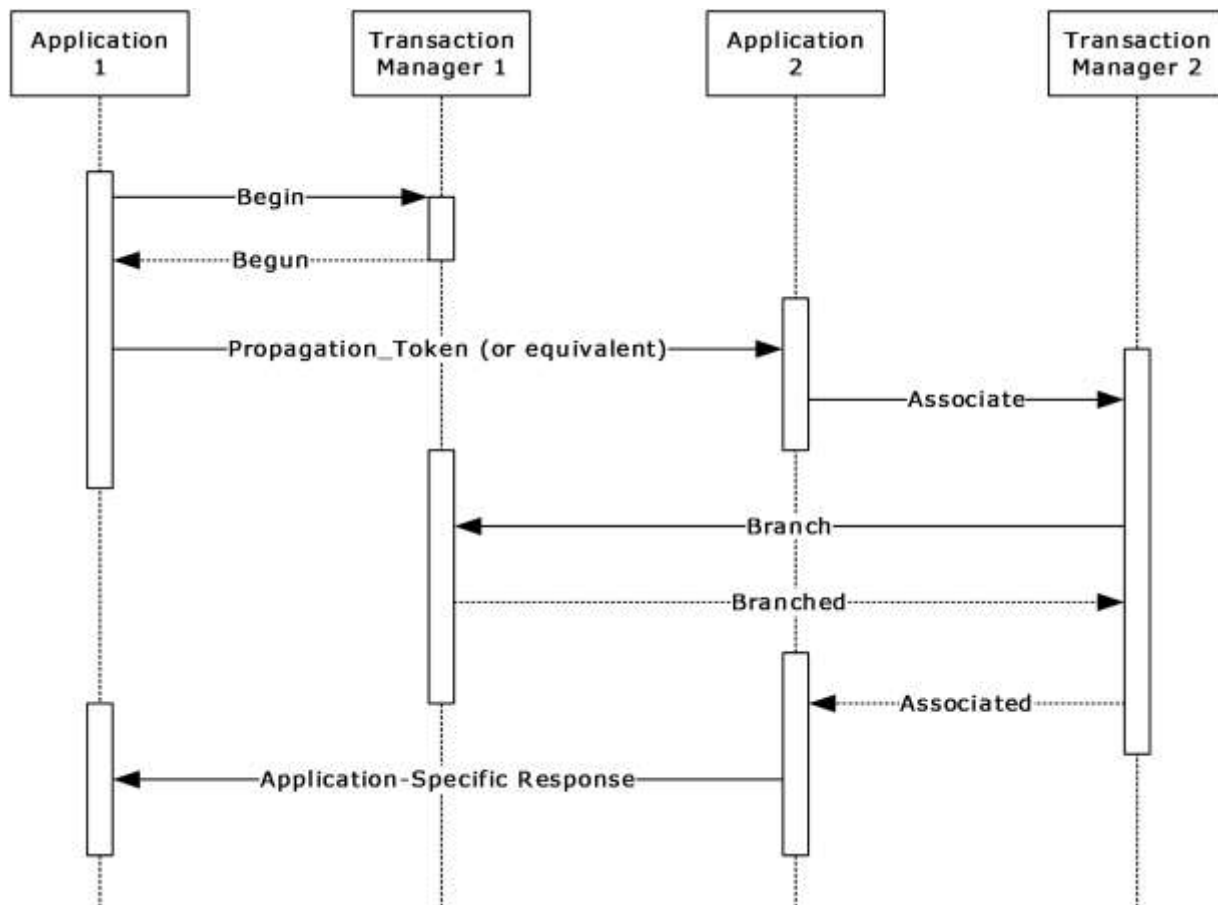 Application
1
Transaction
Manager 1
Application
2
Transaction
Manager 2
Begin
Begun
Propagation_Token (or equivalent)
Associate
Branch
Branched
Associated
Application-Specific Response